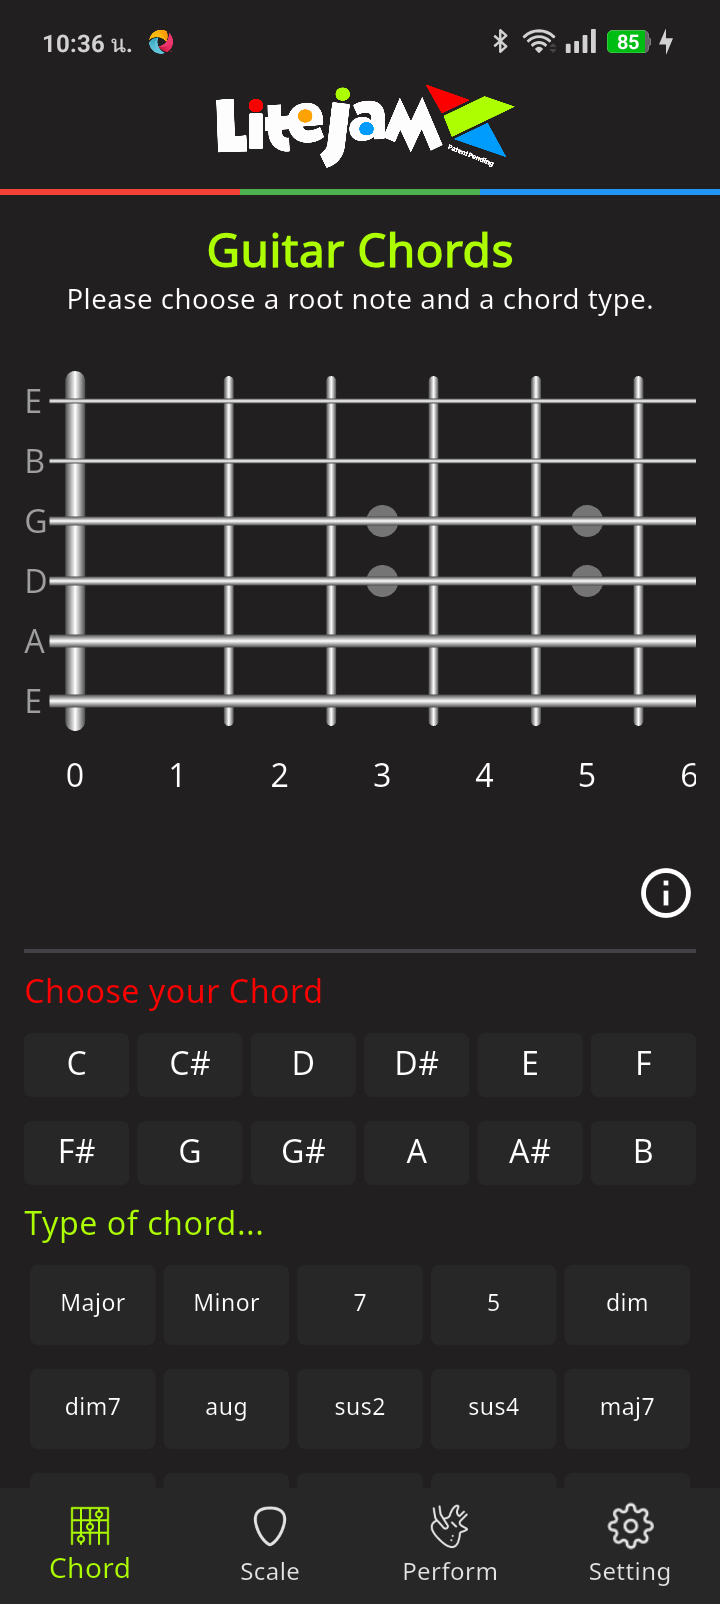 10:36 น.
85
LiteJam
Patent Pending
Guitar Chords
Please choose a root note and a chord type.
E
B
G
D
A
E
0 1 2 3 4 5 6
Choose your Chord
C C# D D# E F
F# G G# A A# B
Type of chord...
Major Minor 7 5 dim
dim7 aug sus2 sus4 maj7
Chord Scale Perform Setting